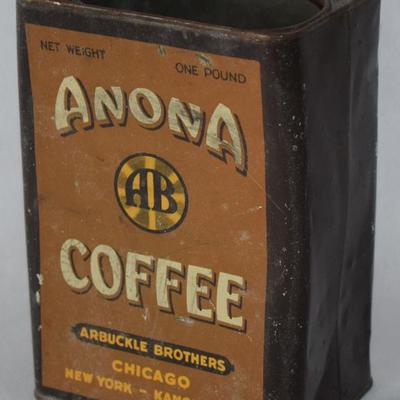 NET WEIGHT ONE POUND
ANONA
AB
COFFEE
ARBUCKLE BROTHERS
CHICAGO
NEW YORK -